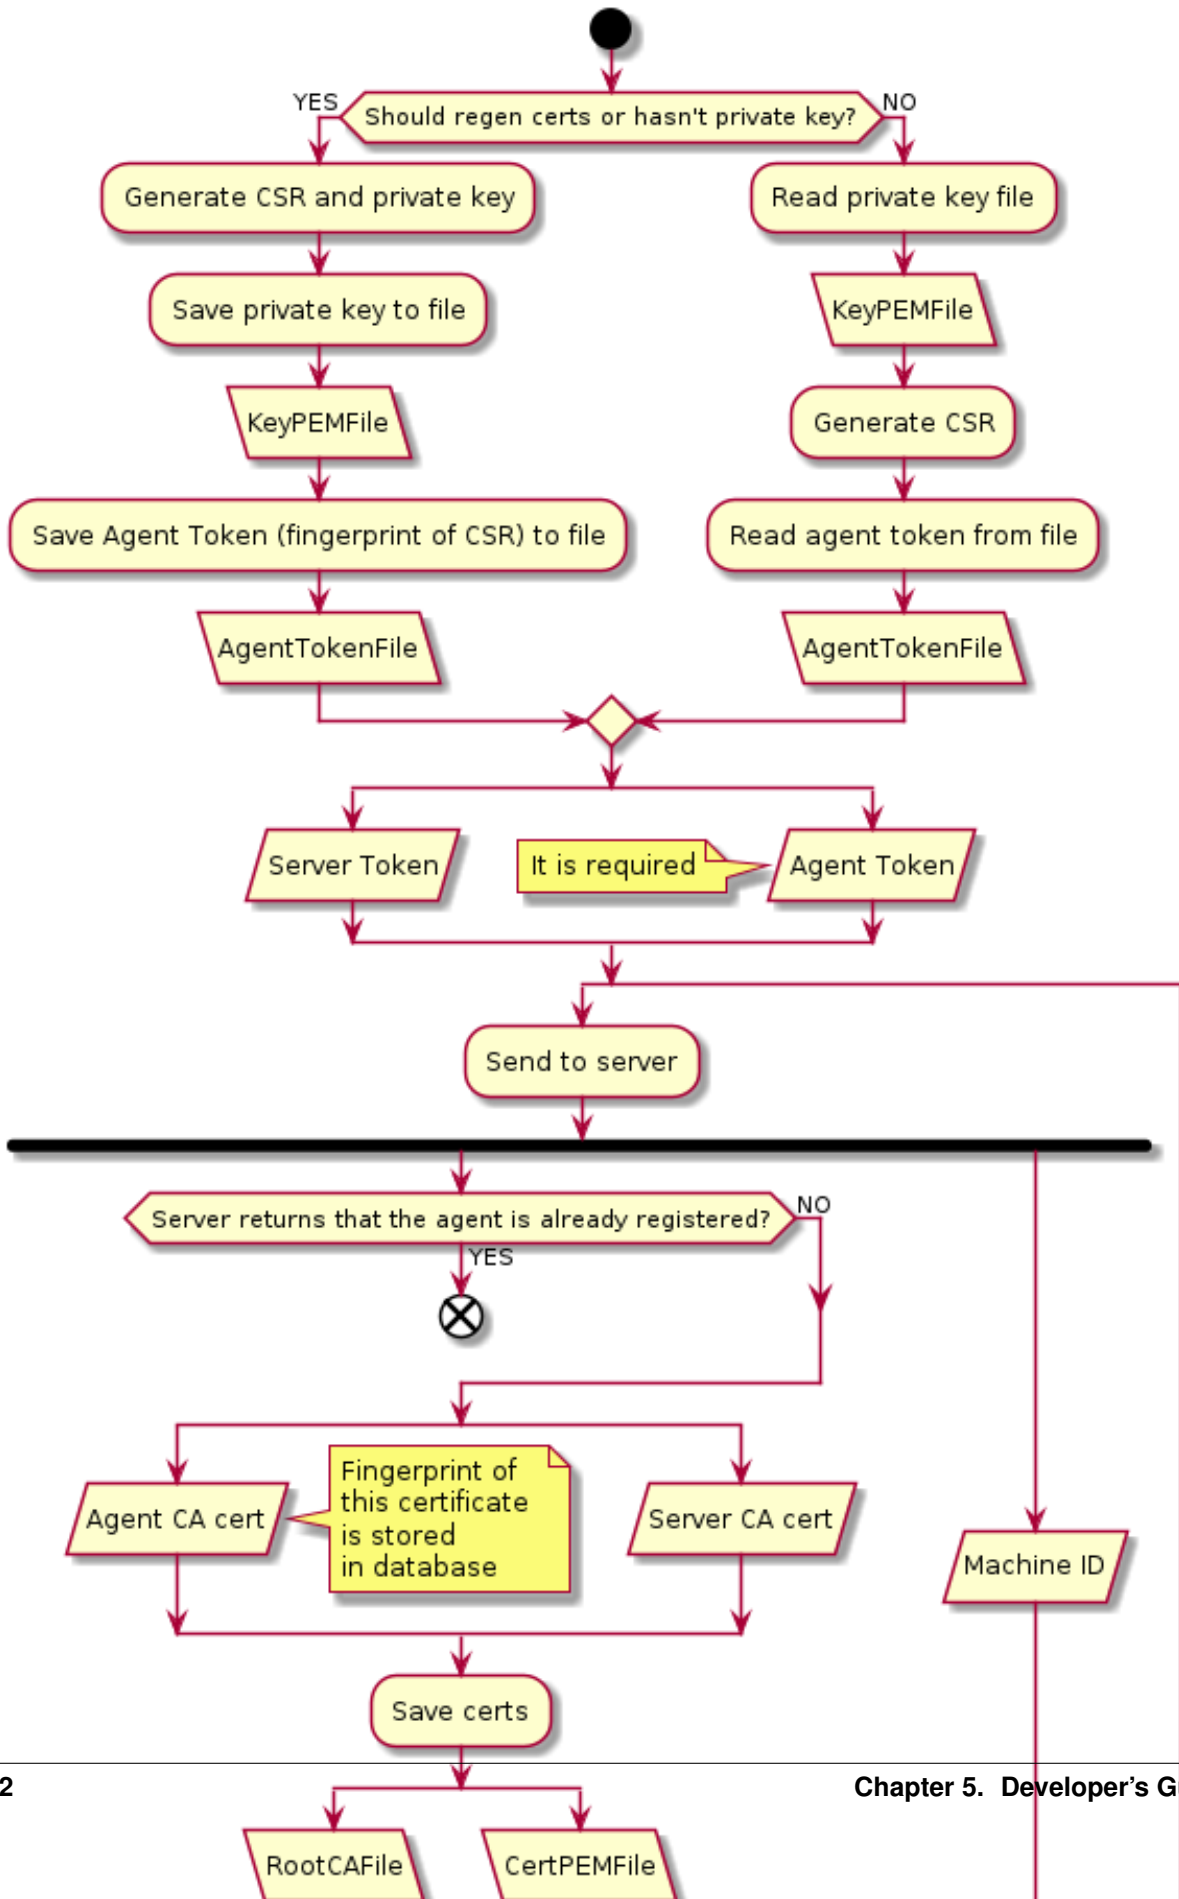 YES
Should regen certs or hasn't private key?
NO
Generate CSR and private key
Read private key file
Save private key to file
KeyPEMFile
KeyPEMFile
Generate CSR
Save Agent Token (fingerprint of CSR) to file
Read agent token from file
AgentTokenFile
AgentTokenFile
Server Token
It is required
Agent Token
Send to server
Server returns that the agent is already registered?
NO
YES
Agent CA cert
Fingerprint of
this certificate
is stored
in database
Server CA cert
Machine ID
Save certs
2
Chapter 5. Developer's G
RootCAFile
CertPEMFile